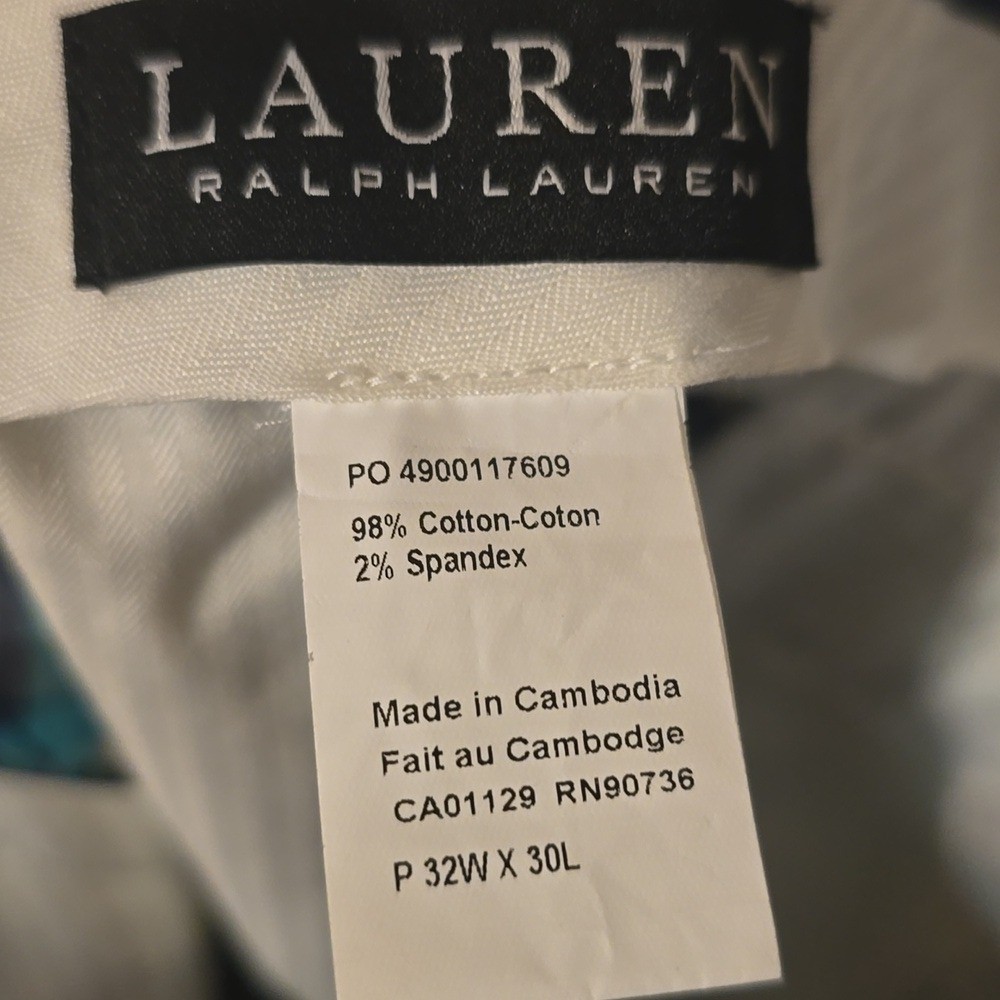 LAUREN
RALPH LAUREN
PO 4900117609
98% Cotton-Coton
2% Spandex
Made in Cambodia
Fait au Cambodge
CA01129 RN90736
P 32W X 30L